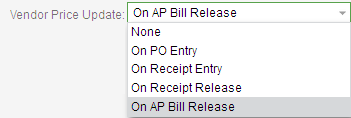 Vendor Price Update: On AP Bill Release
None
On PO Entry
On Receipt Entry
On Receipt Release
On AP Bill Release